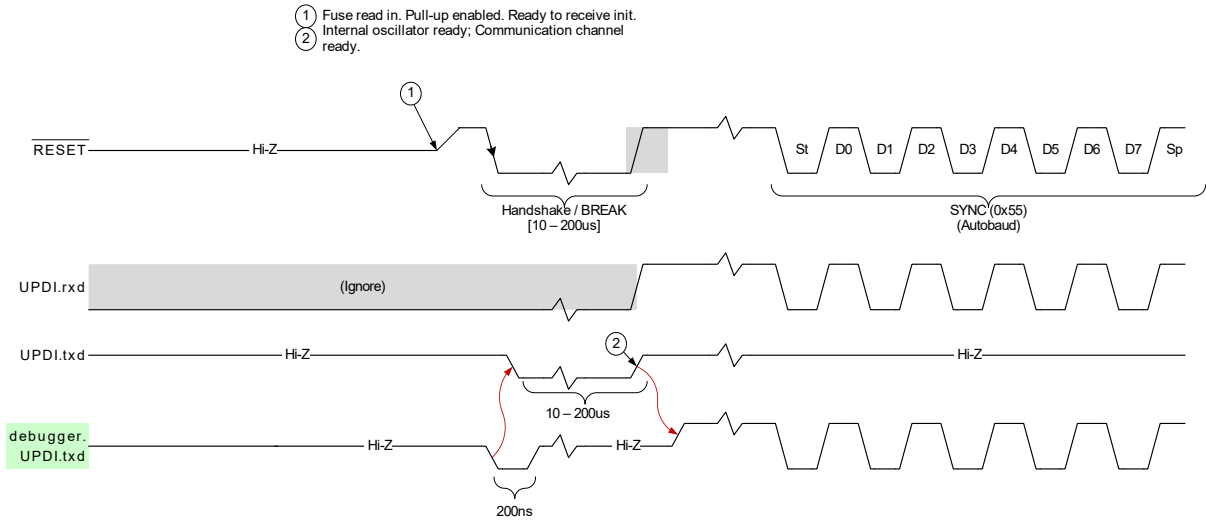 1 Fuse read in. Pull-up enabled. Ready to receive init.
2 Internal oscillator ready; Communication channel
ready.
1
RESET
Hi-Z
St D0 D1 D2 D3 D4 D5 D6 D7 Sp
Handshake / BREAK
[10 – 200us]
SYNC (0x55)
(Autobaud)
UPDI.rxd
(Ignore)
UPDI.txd
Hi-Z
2
Hi-Z
10 – 200us
debugger.
UPDI.txd
Hi-Z
Hi-Z
200ns